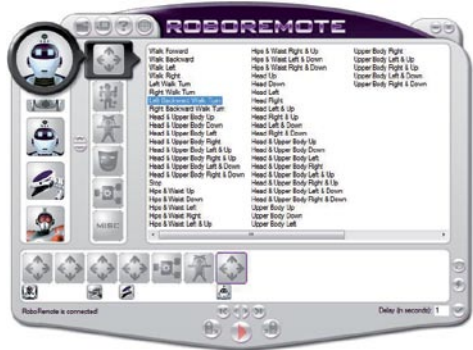 ROBOREMOTE
Walk Forward
Walk Backward
Walk Left
Walk Right
Left Walk Turn
Right Walk Turn
Left Backward Walk Turn
Right Backward Walk Turn
Head & Upper Body Up
Head & Upper Body Down
Head & Upper Body Left
Head & Upper Body Right
Head & Upper Body Left & Up
Head & Upper Body Right & Up
Head & Upper Body Left & Down
Head & Upper Body Right & Down
Stop
Hips & Waist Up
Hips & Waist Down
Hips & Waist Left
Hips & Waist Right
Hips & Waist Left & Up
Hips & Waist Right & Up
Hips & Waist Left & Down
Hips & Waist Right & Down
Head Up
Head Down
Head Left
Head Right
Head Left & Up
Head Right & Up
Head Left & Down
Head Right & Down
Head & Upper Body Up
Head & Upper Body Down
Head & Upper Body Left
Head & Upper Body Right
Head & Upper Body Left & Up
Head & Upper Body Right & Up
Head & Upper Body Left & Down
Head & Upper Body Right & Down
Upper Body Up
Upper Body Down
Upper Body Left
Upper Body Right
Upper Body Left & Up
Upper Body Right & Up
Upper Body Left & Down
Upper Body Right & Down
MISC
RoboRemote is connected!
Delay (in seconds): 1